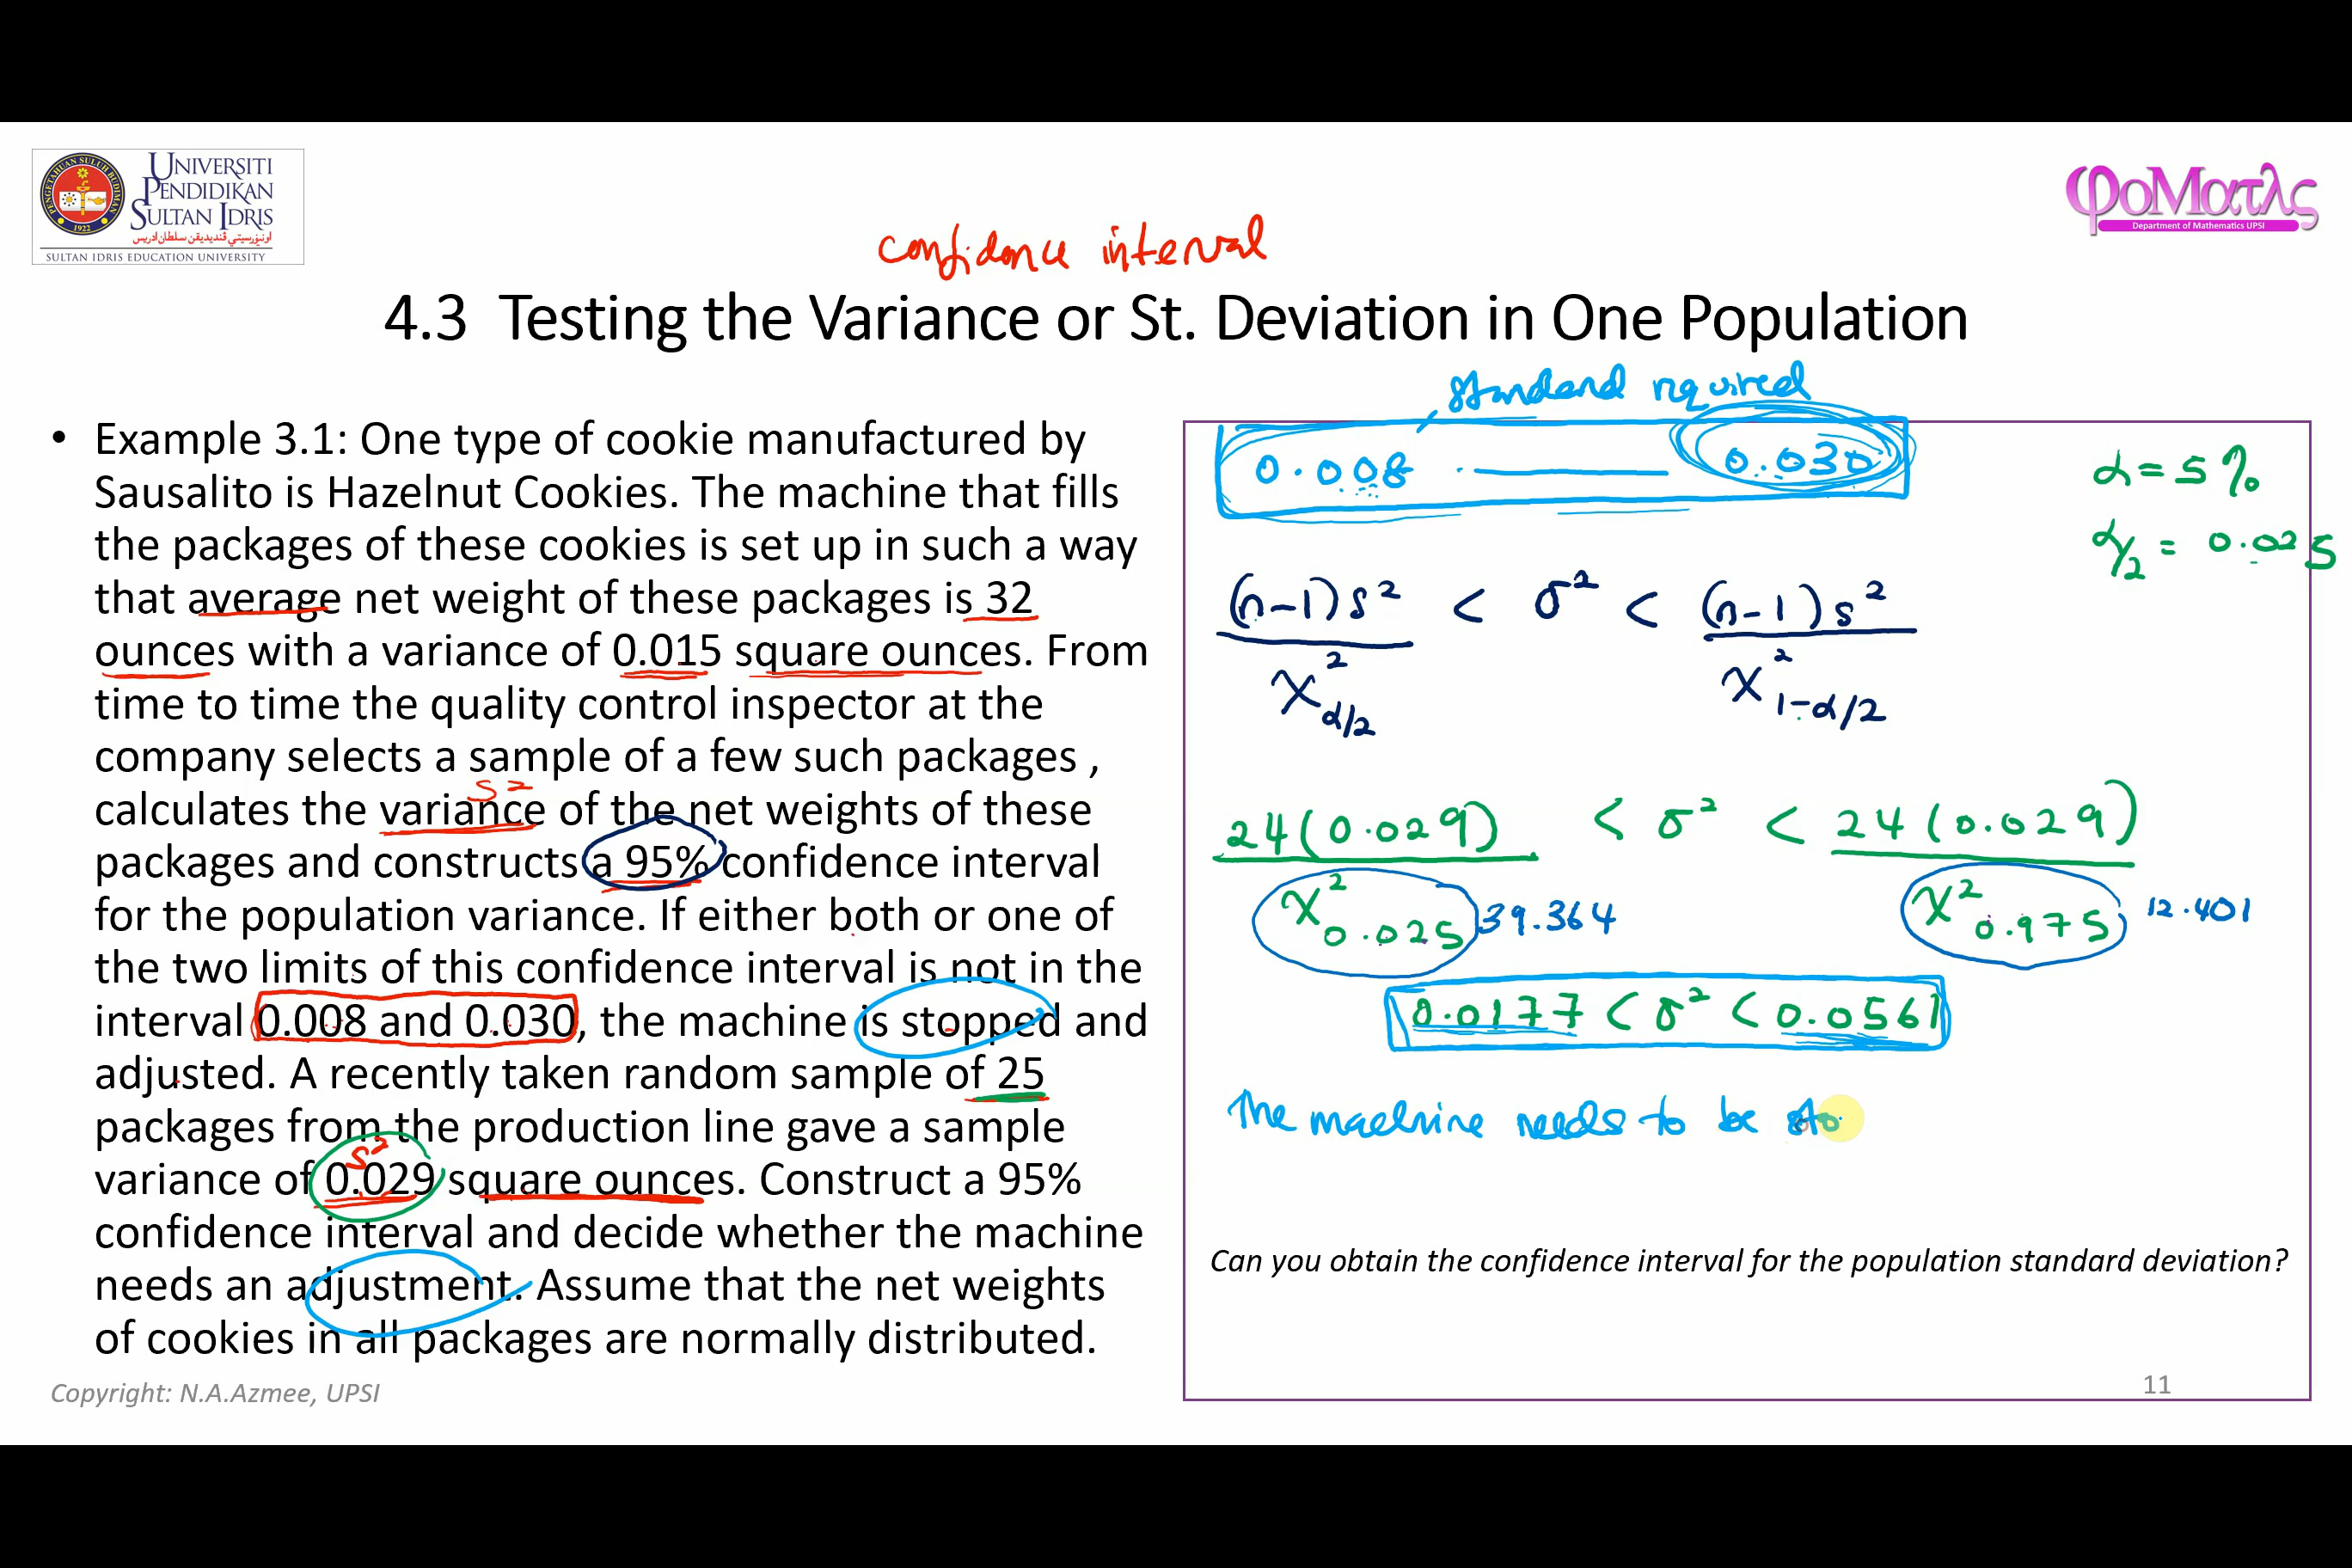 UNIVERSITI
PENDIDIKAN
SULTAN IDRIS
اونيۏرسيتي ڤنديديقن سلطان ادريس
SULTAN IDRIS EDUCATION UNIVERSITY
1922
φοΜατλς
Department of Mathematics UPSI
confidence interval
4.3 Testing the Variance or St. Deviation in One Population
• Example 3.1: One type of cookie manufactured by
Sausalito is Hazelnut Cookies. The machine that fills
the packages of these cookies is set up in such a way
that average net weight of these packages is 32
ounces with a variance of 0.015 square ounces. From
time to time the quality control inspector at the
company selects a sample of a few such packages ,
s²
calculates the variance of the net weights of these
packages and constructs a 95% confidence interval
for the population variance. If either both or one of
the two limits of this confidence interval is not in the
interval 0.008 and 0.030, the machine is stopped and
adjusted. A recently taken random sample of 25
packages from the production line gave a sample
s²
variance of 0.029 square ounces. Construct a 95%
confidence interval and decide whether the machine
needs an adjustment. Assume that the net weights
of cookies in all packages are normally distributed.
standard required
0.008 — 0.030
α = 5%
α/2 = 0.025
(n-1)s² < σ² < (n-1)s²
χ²α/2 χ²1-α/2
24(0.029) < σ² < 24(0.029)
χ²0.025 39.364 χ²0.975 12.401
0.0177 < σ² < 0.0561
The machine needs to be sto
Can you obtain the confidence interval for the population standard deviation?
Copyright: N.A.Azmee, UPSI
11